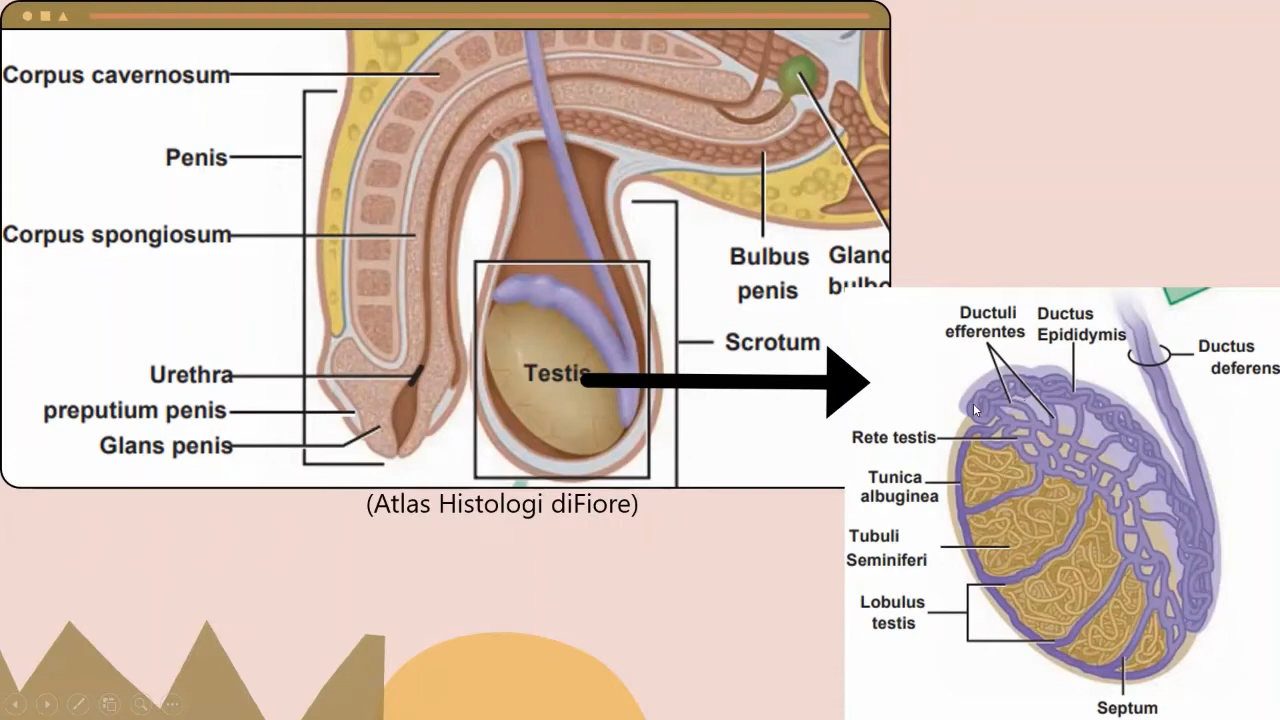 Corpus cavernosum
Penis
Corpus spongiosum
Urethra
preputium penis
Glans penis
Testis
Bulbus
penis
Scrotum
(Atlas Histologi diFiore)
Ductuli
efferentes
Ductus
Epididymis
Ductus
deferens
Rete testis
Tunica
albuginea
Tubuli
Seminiferi
Lobulus
testis
Septum